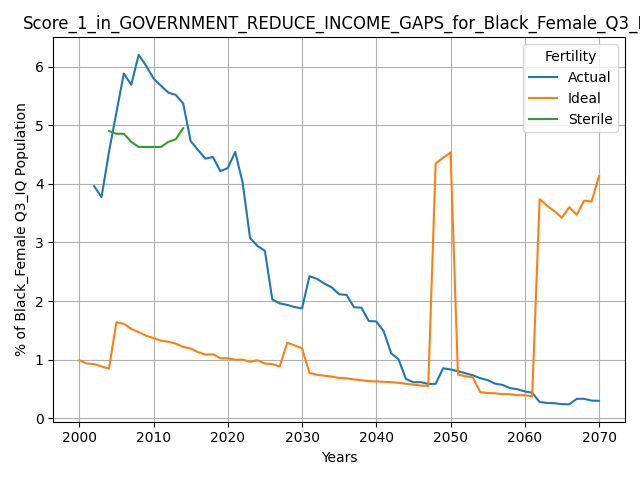 Score_1_in_GOVERNMENT_REDUCE_INCOME_GAPS_for_Black_Female_Q3_
Fertility
Actual
Ideal
Sterile
% of Black_Female Q3_IQ Population
6
5
4
3
2
1
0
2000 2010 2020 2030 2040 2050 2060 2070
Years